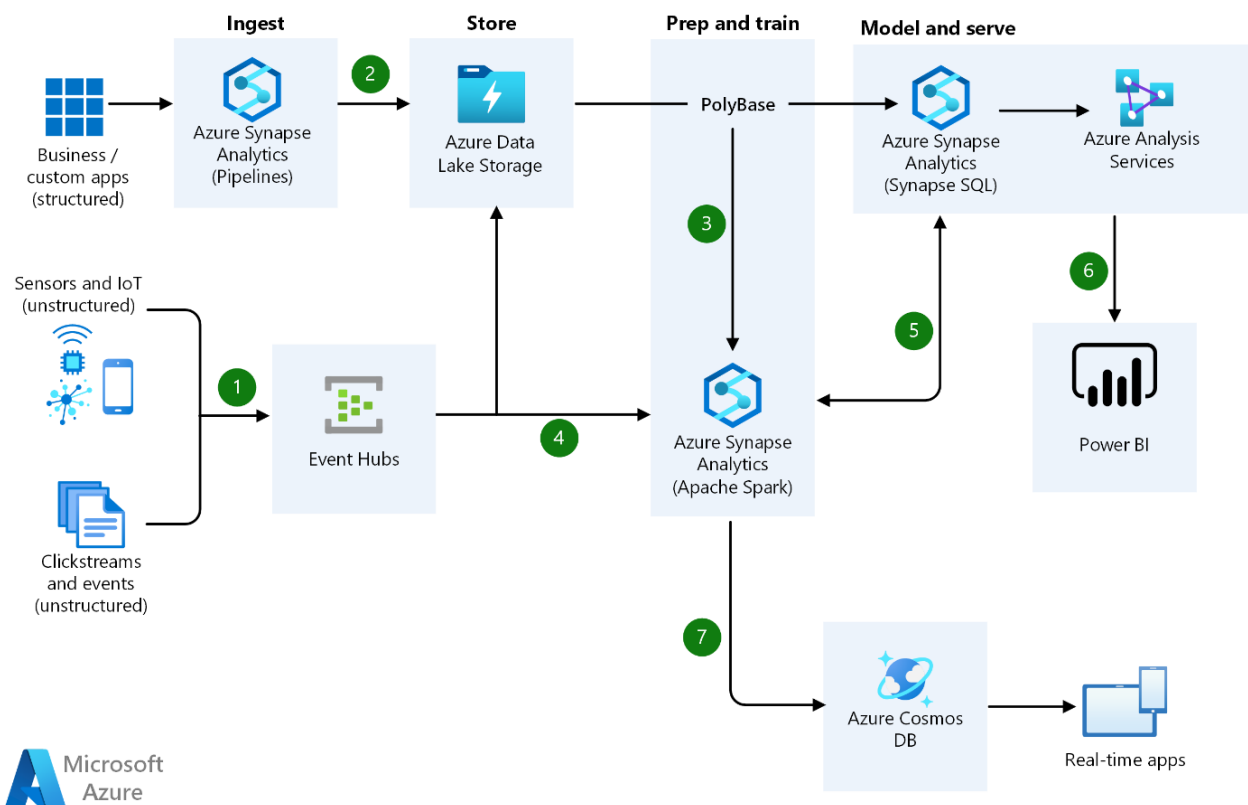 Ingest
Store
Prep and train
Model and serve
Business /
custom apps
(structured)
Azure Synapse
Analytics
(Pipelines)
2
Azure Data
Lake Storage
PolyBase
Azure Synapse
Analytics
(Synapse SQL)
Azure Analysis
Services
3
Sensors and IoT
(unstructured)
1
Event Hubs
4
Azure Synapse
Analytics
(Apache Spark)
5
6
Power BI
Clickstreams
and events
(unstructured)
7
Azure Cosmos
DB
Real-time apps
Microsoft
Azure